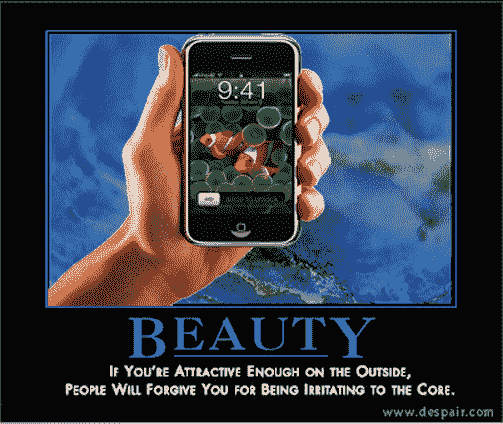 9:41
BEAUTY
IF YOU'RE ATTRACTIVE ENOUGH ON THE OUTSIDE,
PEOPLE WILL FORGIVE YOU FOR BEING IRRITATING TO THE CORE.
www.despair.com